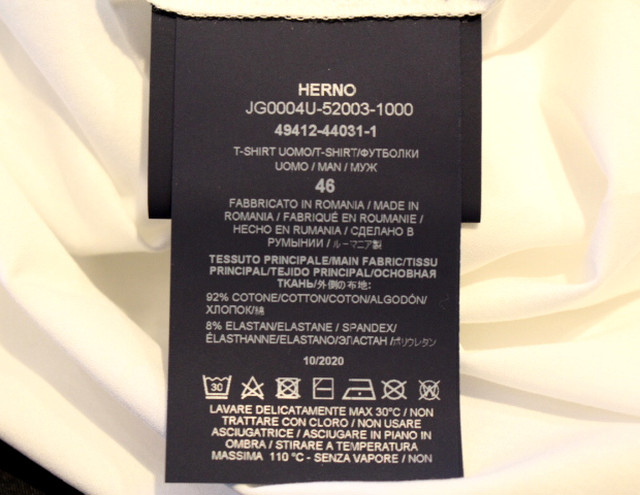 HERNO
JG0004U-52003-1000
49412-44031-1
T-SHIRT UOMO/T-SHIRT/ФУТБОЛКИ
UOMO / MAN / МУЖ
46
FABBRICATO IN ROMANIA / MADE IN
ROMANIA / FABRIQUÉ EN ROUMANIE /
HECHO EN RUMANIA / СДЕЛАНО В
РУМЫНИИ / ルーマニア製
TESSUTO PRINCIPALE/MAIN FABRIC/TISSU
PRINCIPAL/TEJIDO PRINCIPAL/ОСНОВНАЯ
ТКАНЬ/外側の布地:
92% COTONE/COTTON/COTON/ALGODÓN/
ХЛОПОК/綿
8% ELASTAN/ELASTANE / SPANDEX/
ÉLASTHANNE/ELASTANO/ЭЛАСТАН /ポリウレタン
10/2020
30
LAVARE DELICATAMENTE MAX 30°C / NON
TRATTARE CON CLORO / NON USARE
ASCIUGATRICE / ASCIUGARE IN PIANO IN
OMBRA / STIRARE A TEMPERATURA
MASSIMA 110°C - SENZA VAPORE / NON